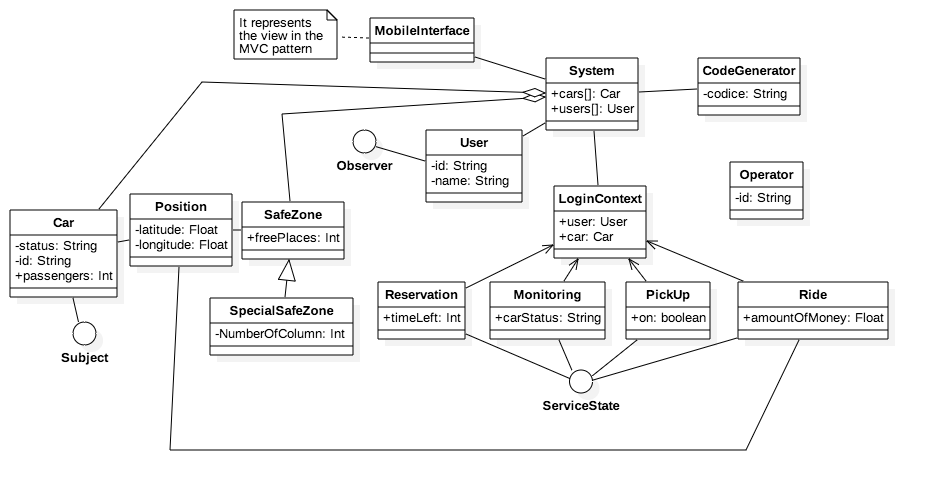 It represents
the view in the
MVC pattern
MobileInterface
System
+cars[]: Car
+users[]: User
CodeGenerator
-codice: String
Observer
User
-id: String
-name: String
Operator
-id: String
Car
-status: String
-id: String
+passengers: Int
Position
-latitude: Float
-longitude: Float
SafeZone
+freePlaces: Int
LoginContext
+user: User
+car: Car
Subject
SpecialSafeZone
-NumberOfColumn: Int
Reservation
+timeLeft: Int
Monitoring
+carStatus: String
PickUp
+on: boolean
Ride
+amountOfMoney: Float
ServiceState